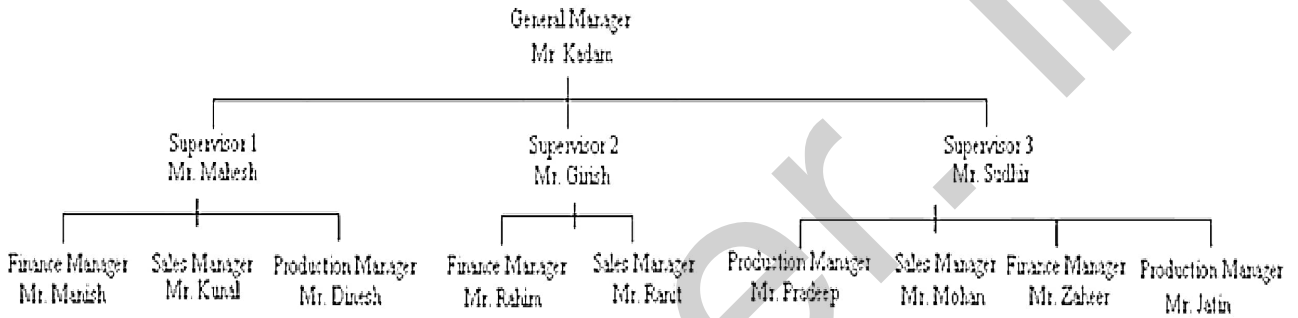 General Manager
Mr. Kadam
Supervisor 1
Mr. Mahesh
Supervisor 2
Mr. Girish
Supervisor 3
Mr. Sudhir
Finance Manager
Mr. Manish
Sales Manager
Mr. Kunal
Production Manager
Mr. Dinesh
Finance Manager
Mr. Rahim
Sales Manager
Mr.
Production Manager
Mr. Pradeep
Sales Manager
Mr. Mohan
Finance Manager
Mr. Zaheer
Production Manager
Mr. Jatin